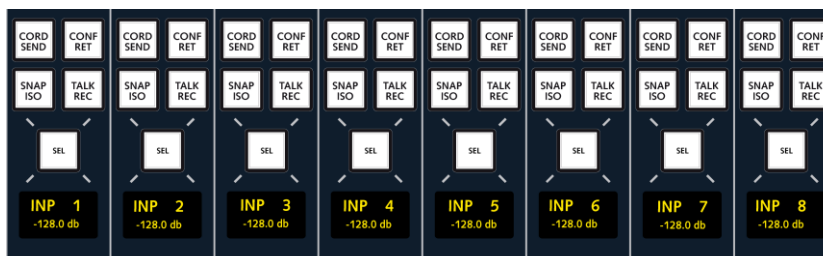 CORD SEND CONF RET CORD SEND CONF RET CORD SEND CONF RET CORD SEND CONF RET CORD SEND CONF RET CORD SEND CONF RET CORD SEND CONF RET CORD SEND CONF RET
SNAP ISO TALK REC SNAP ISO TALK REC SNAP ISO TALK REC SNAP ISO TALK REC SNAP ISO TALK REC SNAP ISO TALK REC SNAP ISO TALK REC SNAP ISO TALK REC
SEL SEL SEL SEL SEL SEL SEL SEL
INP 1 INP 2 INP 3 INP 4 INP 5 INP 6 INP 7 INP 8
-128.0 db -128.0 db -128.0 db -128.0 db -128.0 db -128.0 db -128.0 db -128.0 db